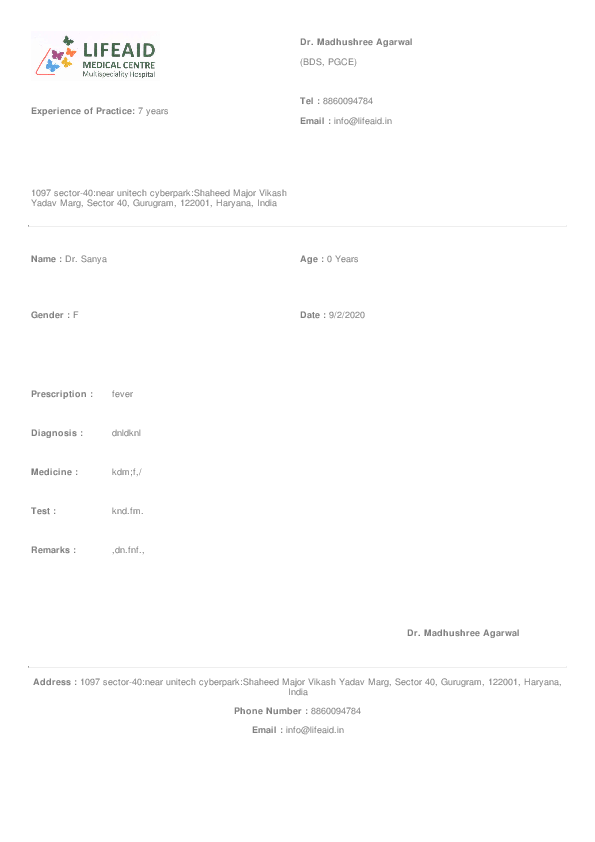 LIFEAID
MEDICAL CENTRE
Multispeciality Hospital
Dr. Madhushree Agarwal
(BDS, PGCE)
Tel : 8860094784
Experience of Practice: 7 years
Email : info@lifeaid.in
1097 sector-40:near unitech cyberpark:Shaheed Major Vikash
Yadav Marg, Sector 40, Gurugram, 122001, Haryana, India
Name : Dr. Sanya
Age : 0 Years
Gender : F
Date : 9/2/2020
Prescription : fever
Diagnosis : dnldknl
Medicine : kdm;f,/
Test : knd.fm.
Remarks : ,dn.fnf.,
Dr. Madhushree Agarwal
Address : 1097 sector-40:near unitech cyberpark:Shaheed Major Vikash Yadav Marg, Sector 40, Gurugram, 122001, Haryana,
India
Phone Number : 8860094784
Email : info@lifeaid.in